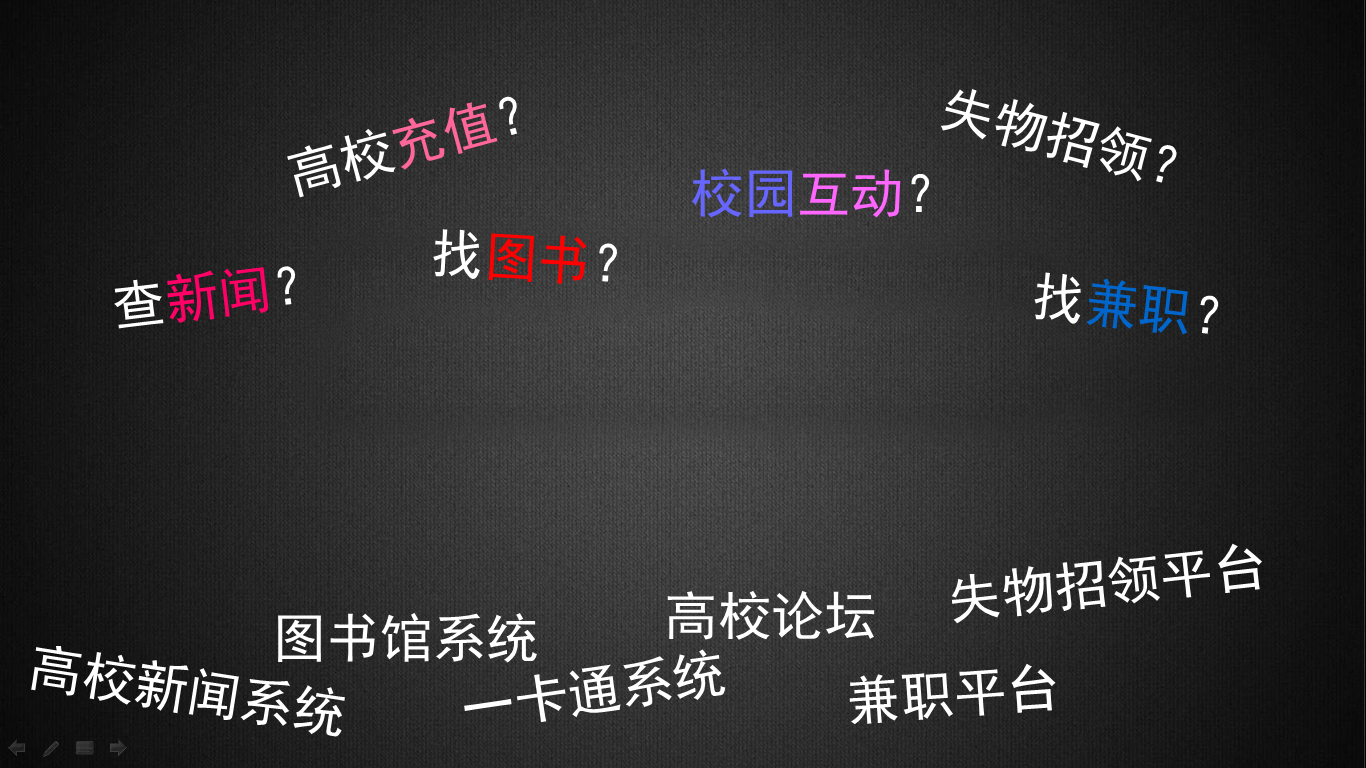 高校充值?
失物招领?
校园互动?
找图书?
查新闻?
找兼职?
失物招领平台
高校论坛
图书馆系统
高校新闻系统
一卡通系统
兼职平台